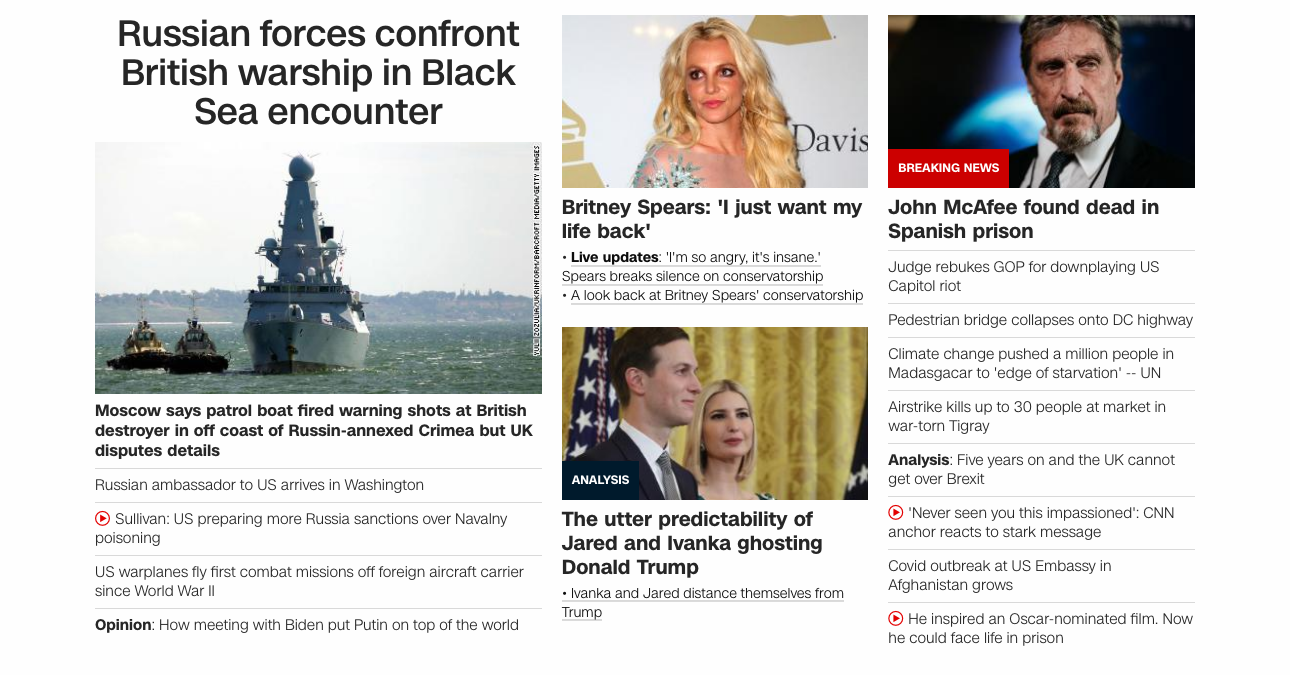 Russian forces confront
British warship in Black
Sea encounter
YULII ZOZULIA/UKRINFORM/BARCROFT MEDIA/GETTY IMAGES
Moscow says patrol boat fired warning shots at British
destroyer in off coast of Russin-annexed Crimea but UK
disputes details
Russian ambassador to US arrives in Washington
Sullivan: US preparing more Russia sanctions over Navalny
poisoning
US warplanes fly first combat missions off foreign aircraft carrier
since World War II
Opinion: How meeting with Biden put Putin on top of the world
Davis
Britney Spears: 'I just want my
life back'
• Live updates: 'I'm so angry, it's insane.'
Spears breaks silence on conservatorship
• A look back at Britney Spears' conservatorship
ANALYSIS
The utter predictability of
Jared and Ivanka ghosting
Donald Trump
• Ivanka and Jared distance themselves from
Trump
BREAKING NEWS
John McAfee found dead in
Spanish prison
Judge rebukes GOP for downplaying US
Capitol riot
Pedestrian bridge collapses onto DC highway
Climate change pushed a million people in
Madagascar to 'edge of starvation' -- UN
Airstrike kills up to 30 people at market in
war-torn Tigray
Analysis: Five years on and the UK cannot
get over Brexit
'Never seen you this impassioned': CNN
anchor reacts to stark message
Covid outbreak at US Embassy in
Afghanistan grows
He inspired an Oscar-nominated film. Now
he could face life in prison